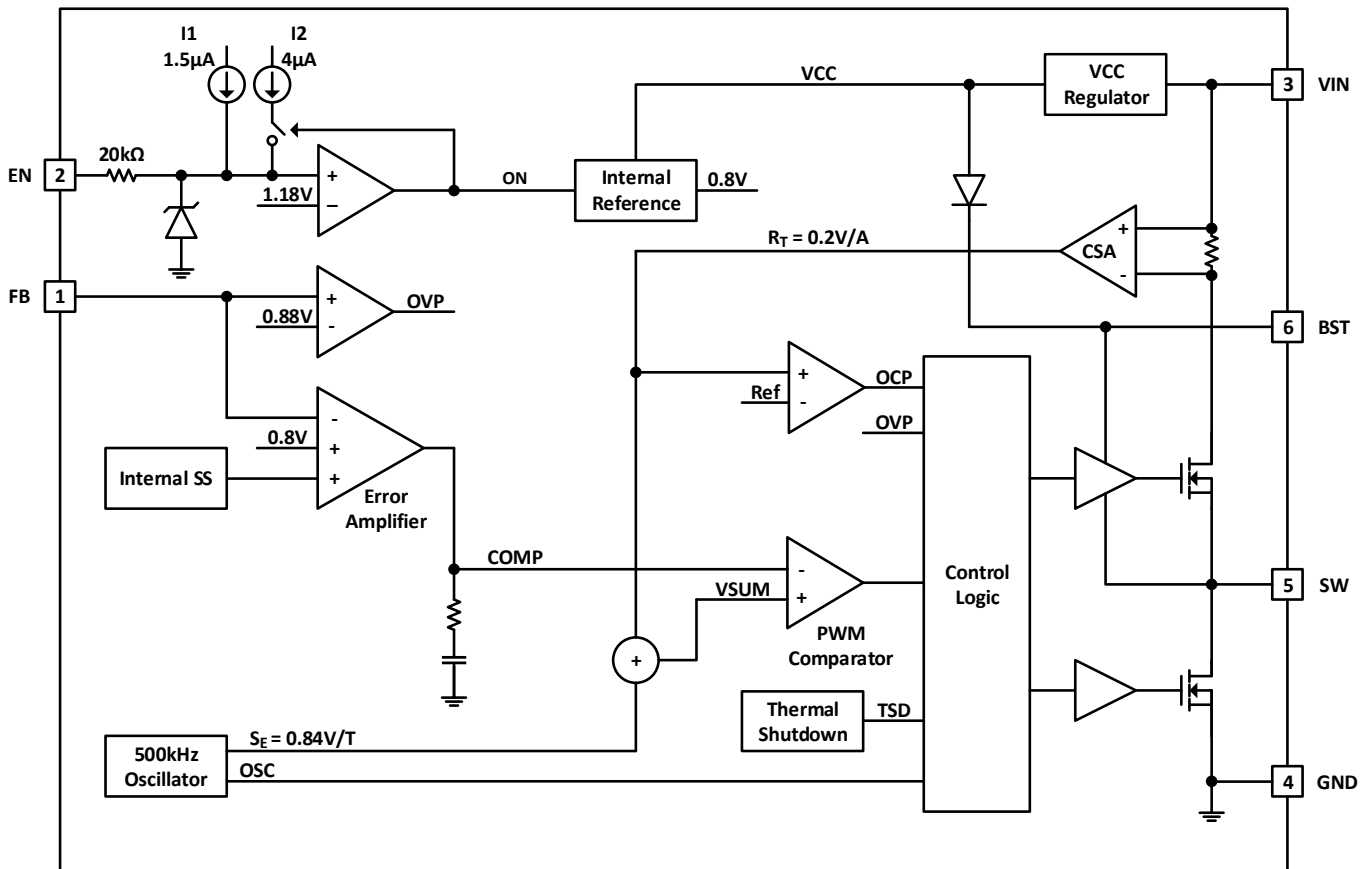 I1
1.5µA
I2
4µA
VCC
VCC
Regulator
3
VIN
EN
2
20kΩ
+
1.18V
–
ON
Internal
Reference
0.8V
RT = 0.2V/A
CSA
+
-
FB
1
+
0.88V
-
OVP
6
BST
+
Ref
-
OCP
OVP
-
0.8V
+
Internal SS
+
Error
Amplifier
COMP
-
VSUM
+
PWM
Comparator
Control
Logic
5
SW
+
Thermal
Shutdown
TSD
500kHz
Oscillator
SE = 0.84V/T
OSC
4
GND